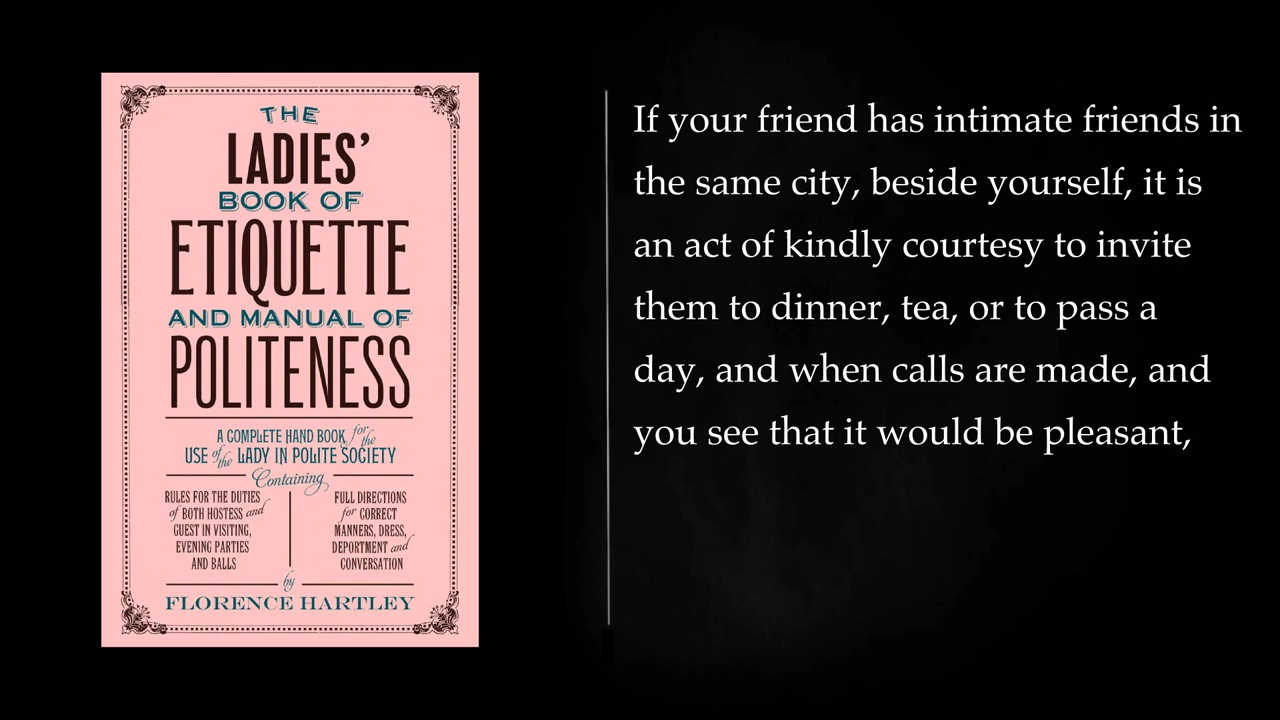 THE
LADIES'
BOOK OF
ETIQUETTE
AND MANUAL OF
POLITENESS
A COMPLETE HAND BOOK for the
USE of the LADY IN POLITE SOCIETY
Containing
RULES FOR THE DUTIES
of BOTH HOSTESS and
GUEST IN VISITING,
EVENING PARTIES
AND BALLS
FULL DIRECTIONS
for CORRECT
MANNERS, DRESS,
DEPORTMENT and
CONVERSATION
by
FLORENCE HARTLEY
If your friend has intimate friends in
the same city, beside yourself, it is
an act of kindly courtesy to invite
them to dinner, tea, or to pass a
day, and when calls are made, and
you see that it would be pleasant,